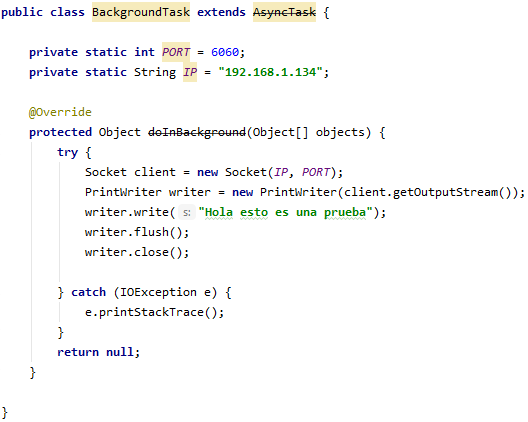 public class BackgroundTask extends AsyncTask {
private static int PORT = 6060;
private static String IP = "192.168.1.134";
@Override
protected Object doInBackground(Object[] objects) {
try {
Socket client = new Socket(IP, PORT);
PrintWriter writer = new PrintWriter(client.getOutputStream());
writer.write( s: "Hola esto es una prueba");
writer.flush();
writer.close();
} catch (IOException e) {
e.printStackTrace();
}
return null;
}
}